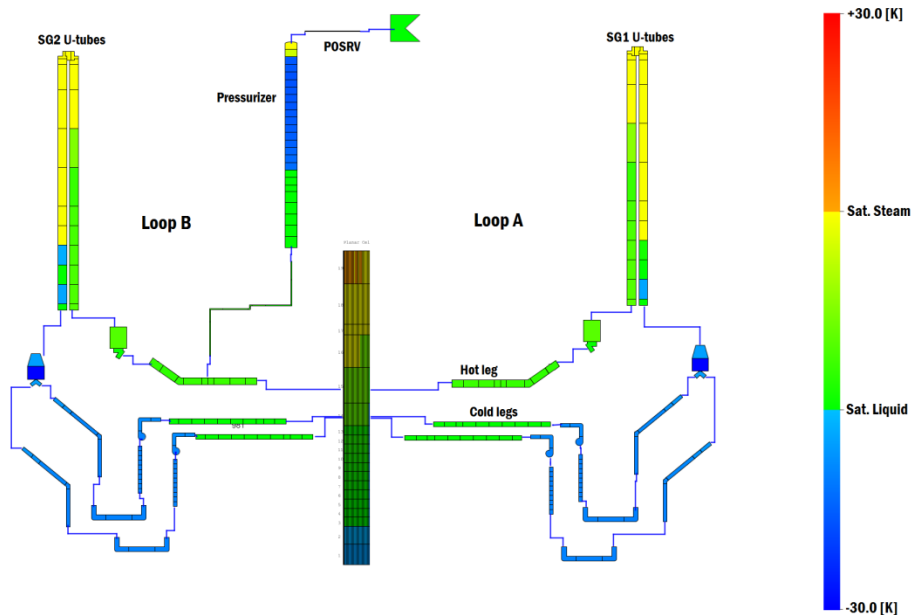 +30.0 [K]
POSRV
SG2 U-tubes
SG1 U-tubes
Pressurizer
Sat. Steam
Loop B
Loop A
Hot leg
Cold legs
Sat. Liquid
-30.0 [K]